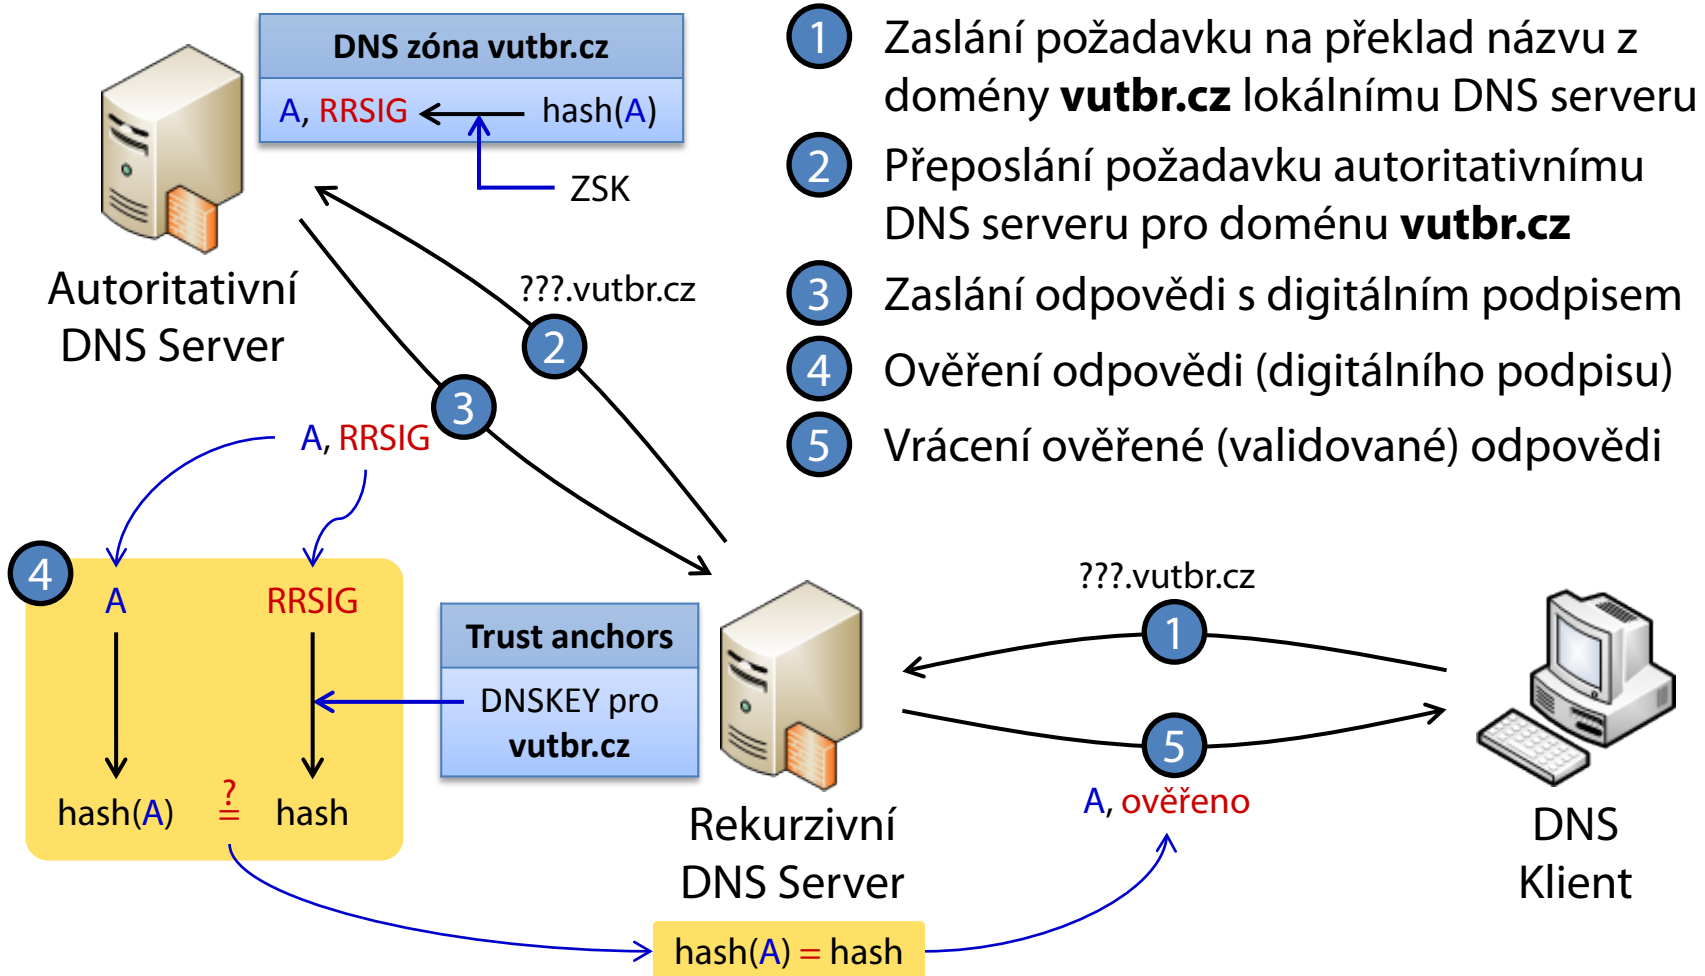 DNS zóna vutbr.cz
A, RRSIG
hash(A)
ZSK
Autoritativní
DNS Server
1
Zaslání požadavku na překlad názvu z
domény vutbr.cz lokálnímu DNS serveru
2
Přeposlání požadavku autoritativnímu
DNS serveru pro doménu vutbr.cz
3
Zaslání odpovědi s digitálním podpisem
4
Ověření odpovědi (digitálního podpisu)
5
Vrácení ověřené (validované) odpovědi
???.vutbr.cz
2
3
A, RRSIG
4
A
RRSIG
hash(A) ?= hash
Trust anchors
DNSKEY pro
vutbr.cz
Rekurzivní
DNS Server
???.vutbr.cz
1
5
A, ověřeno
DNS
Klient
hash(A) = hash